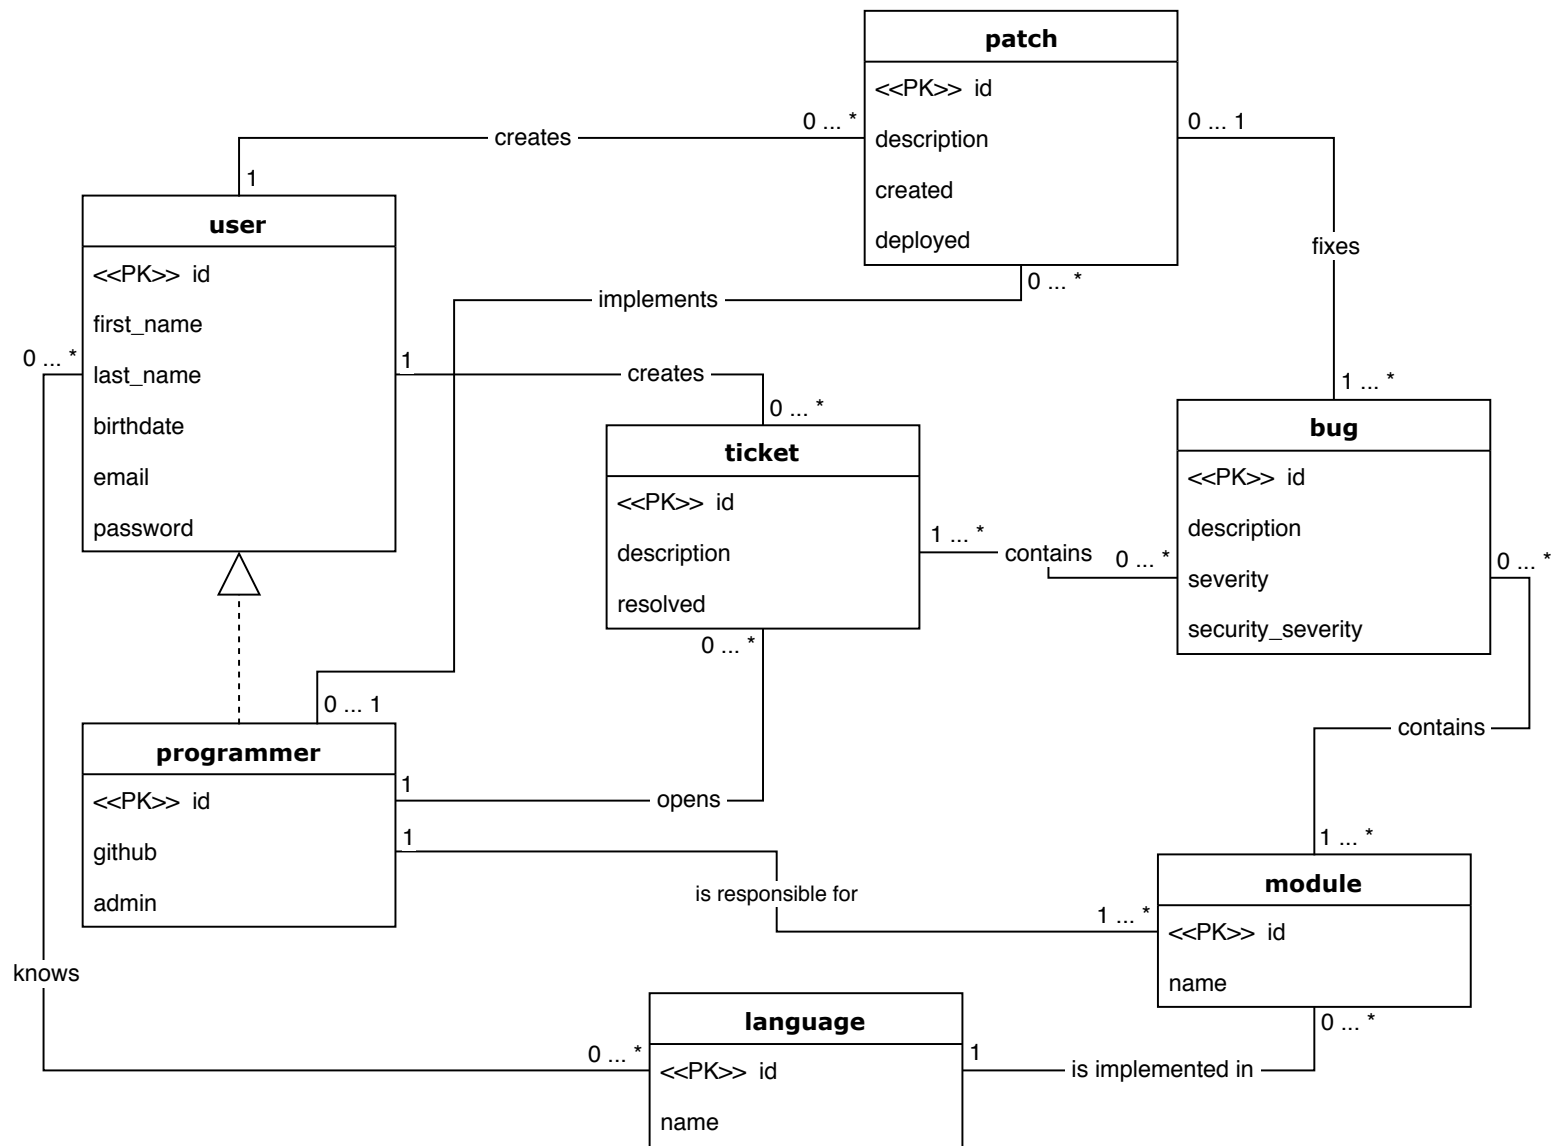 patch
<<PK>> id
description
created
deployed
0 ... *
creates
1
0 ... 1
fixes
1 ... *
0 ... *
implements
0 ... 1
user
<<PK>> id
first_name
last_name
birthdate
email
password
0 ... *
1
creates
0 ... *
ticket
<<PK>> id
description
resolved
1 ... *
contains
0 ... *
bug
<<PK>> id
description
severity
security_severity
0 ... *
contains
1 ... *
programmer
<<PK>> id
github
admin
1
opens
0 ... *
1
is responsible for
1 ... *
module
<<PK>> id
name
0 ... *
is implemented in
1
knows
0 ... *
language
<<PK>> id
name